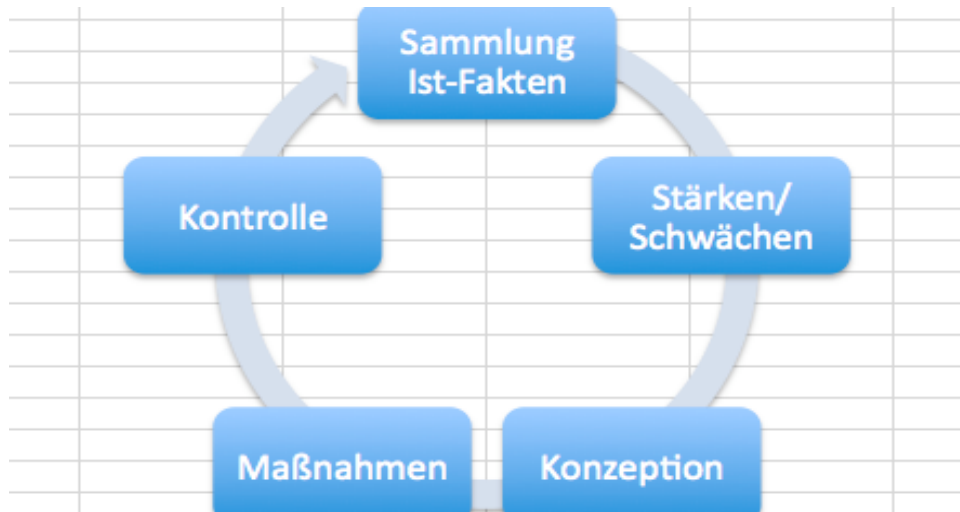 Sammlung
Ist-Fakten
Stärken/
Schwächen
Kontrolle
Maßnahmen
Konzeption